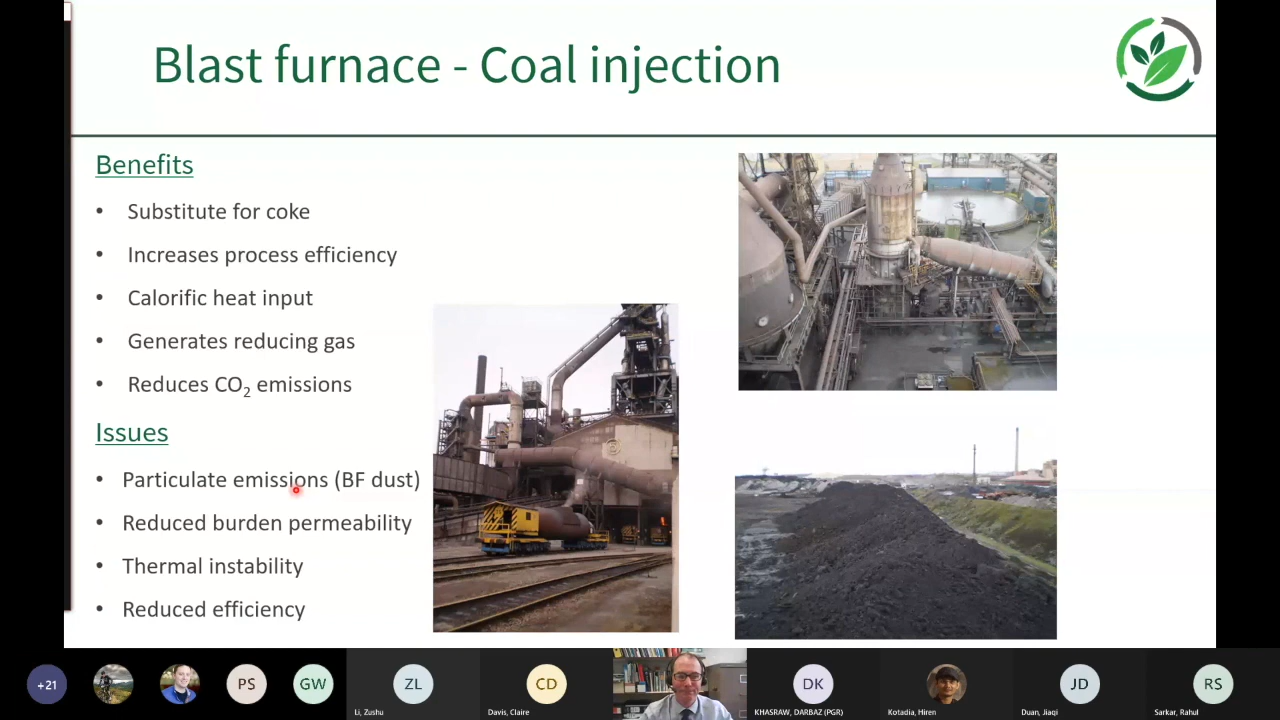 Blast furnace - Coal injection
Benefits
• Substitute for coke
• Increases process efficiency
• Calorific heat input
• Generates reducing gas
• Reduces CO2 emissions
Issues
• Particulate emissions (BF dust)
• Reduced burden permeability
• Thermal instability
• Reduced efficiency
+21
PS
GW
ZL
CD
DK
JD
RS
Li, Zushu
Davis, Claire
KHASRAW, DARBAZ (PGR)
Kotadia, Hiren
Duan, Jiaqi
Sarkar, Rahul